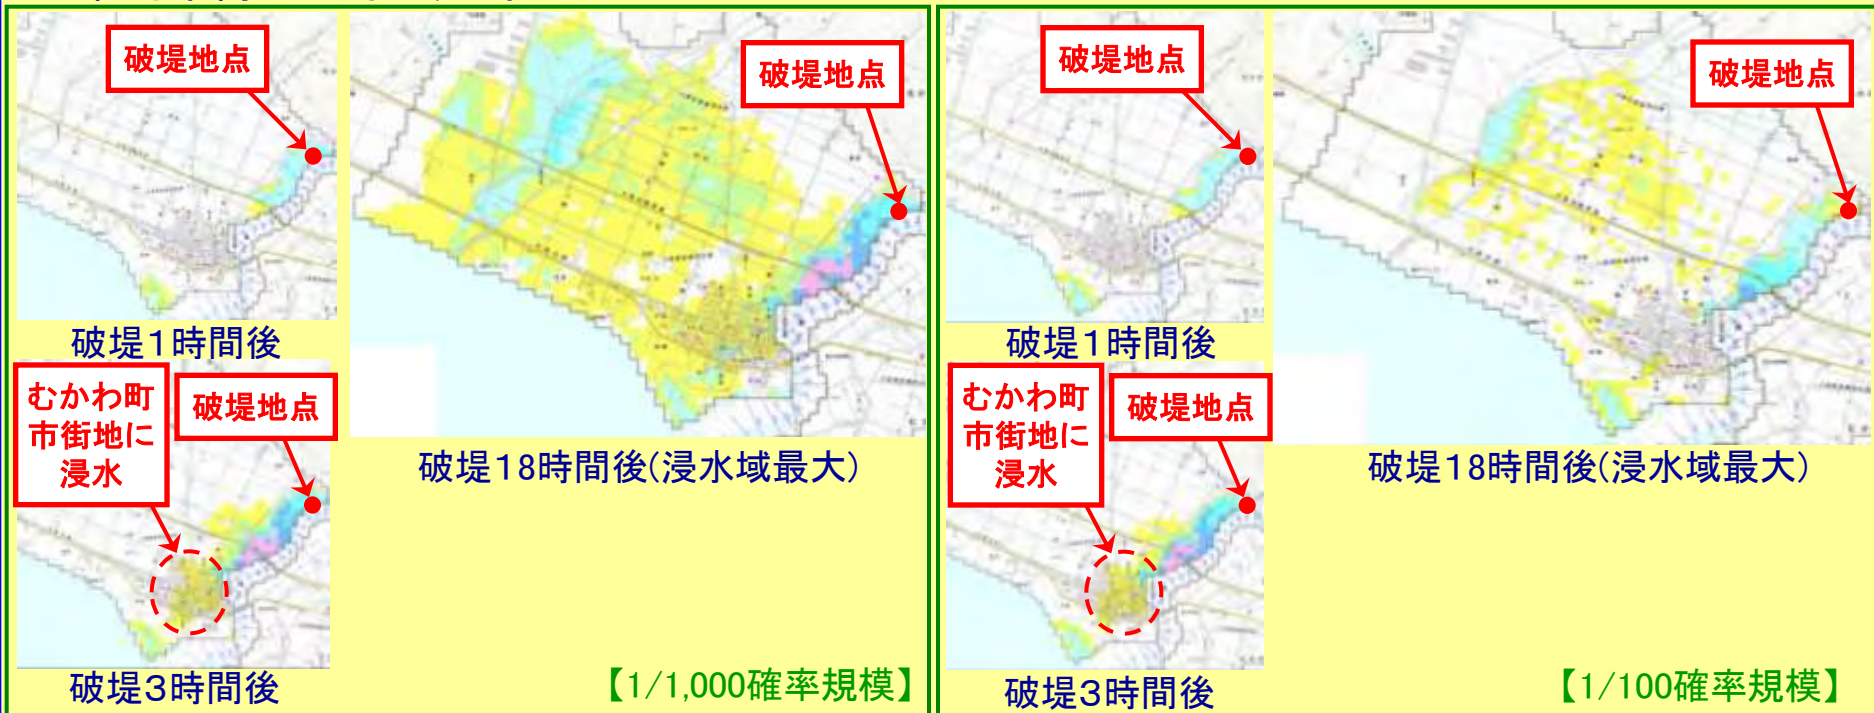 破堤地点
破堤地点
破堤1時間後
むかわ町
市街地に
浸水
破堤地点
破堤18時間後(浸水域最大)
破堤3時間後
【1/1,000確率規模】
破堤地点
破堤地点
破堤1時間後
むかわ町
市街地に
浸水
破堤地点
破堤18時間後(浸水域最大)
破堤3時間後
【1/100確率規模】